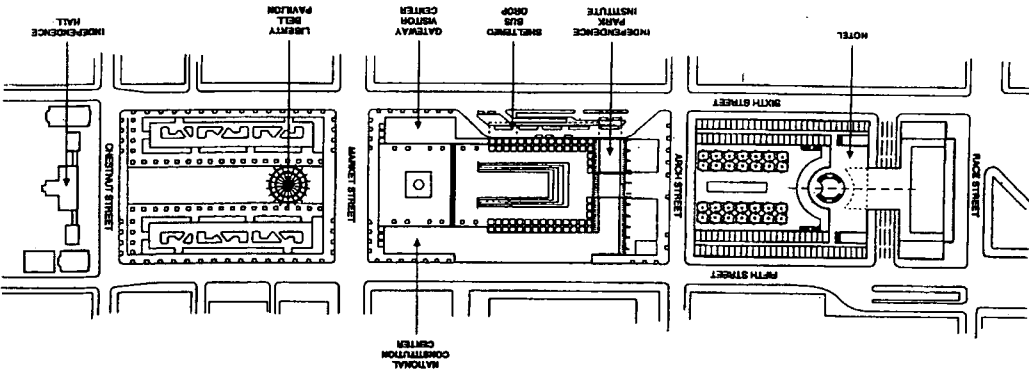 NATIONAL
CONSTITUTION
CENTER
FIFTH STREET
RACE STREET
ARCH STREET
MARKET STREET
CHESTNUT STREET
SIXTH STREET
HOTEL
INDEPENDENCE
PARK
INSTITUTE
SHELTERED
BUS
DROP
GATEWAY
VISITOR
CENTER
LIBERTY
BELL
PAVILION
INDEPENDENCE
HALL